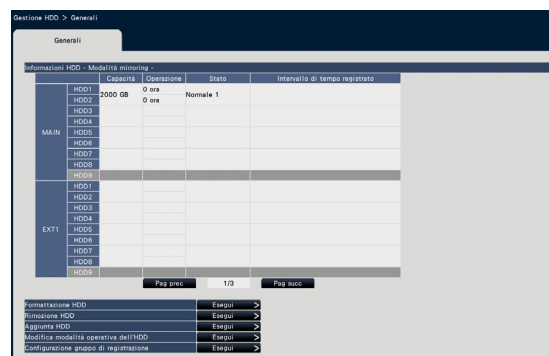 Gestione HDD > Generali
Generali
Informazioni HDD - Modalità mirroring -
Capacità Operazione Stato Intervallo di tempo registrato
MAIN
HDD1 2000 GB 0 ora Normale 1
HDD2 0 ora
HDD3
HDD4
HDD5
HDD6
HDD7
HDD8
HDD9
EXT1
HDD1
HDD2
HDD3
HDD4
HDD5
HDD6
HDD7
HDD8
HDD9
Pag prec 1/3 Pag succ
Formattazione HDD Esegui >
Rimozione HDD Esegui >
Aggiunta HDD Esegui >
Modifica modalità operativa dell'HDD Esegui >
Configurazione gruppo di registrazione Esegui >